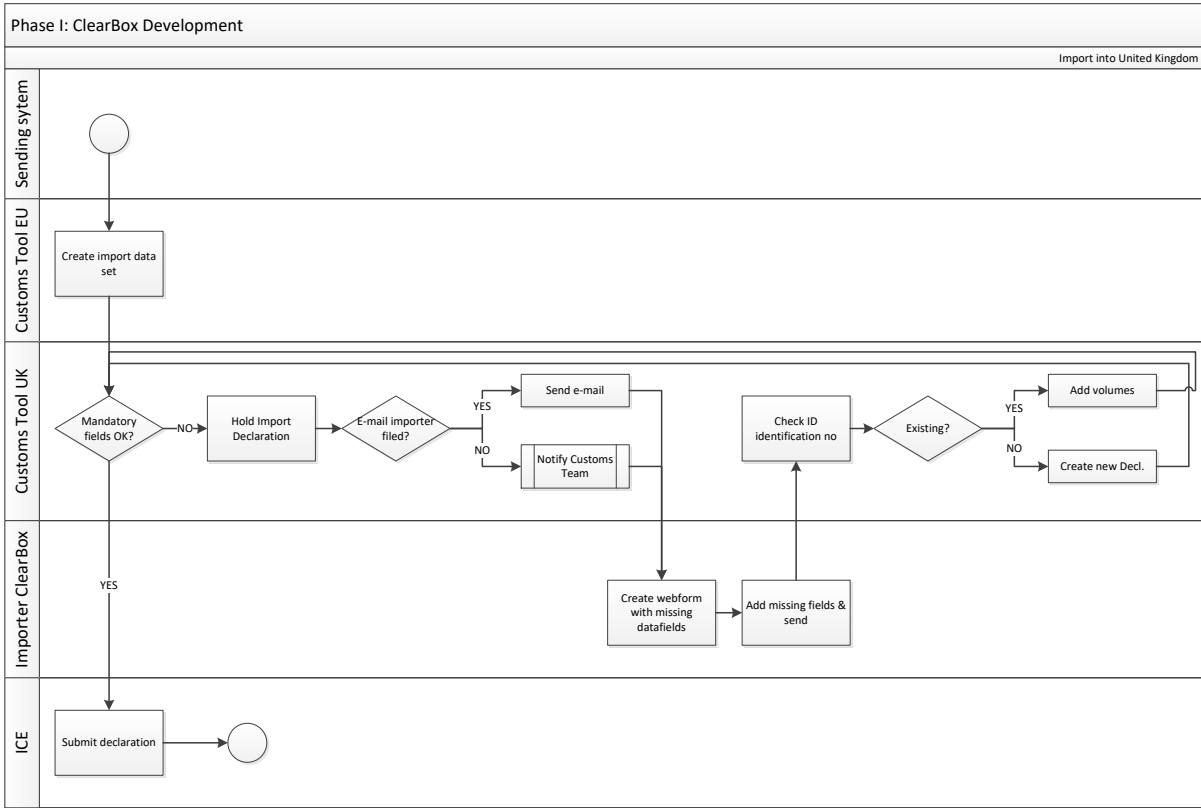 Phase I: ClearBox Development
Import into United Kingdom
Sending sytem
Customs Tool EU
Create import data
set
Customs Tool UK
Mandatory
fields OK?
NO
Hold Import
Declaration
E-mail importer
filed?
YES
Send e-mail
NO
Notify Customs
Team
Check ID
identification no
Existing?
YES
Add volumes
NO
Create new Decl.
Importer ClearBox
YES
Create webform
with missing
datafields
Add missing fields &
send
ICE
Submit declaration